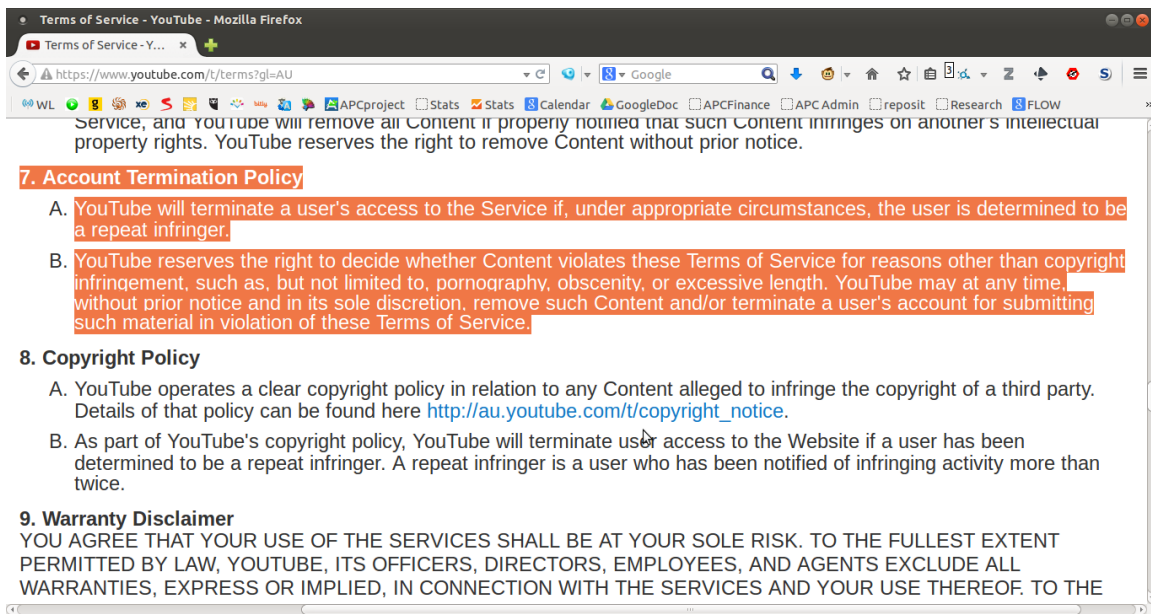 Terms of Service - YouTube - Mozilla Firefox
Terms of Service - Y...
https://www.youtube.com/t/terms?gl=AU
Google
3
WL
APCproject
Stats
Stats
Calendar
GoogleDoc
APCFinance
APC Admin
reposit
Research
FLOW
Service, and YouTube will remove all Content if properly notified that such Content infringes on another's intellectual
property rights. YouTube reserves the right to remove Content without prior notice.
7. Account Termination Policy
A. YouTube will terminate a user's access to the Service if, under appropriate circumstances, the user is determined to be
a repeat infringer.
B. YouTube reserves the right to decide whether Content violates these Terms of Service for reasons other than copyright
infringement, such as, but not limited to, pornography, obscenity, or excessive length. YouTube may at any time,
without prior notice and in its sole discretion, remove such Content and/or terminate a user's account for submitting
such material in violation of these Terms of Service.
8. Copyright Policy
A. YouTube operates a clear copyright policy in relation to any Content alleged to infringe the copyright of a third party.
Details of that policy can be found here http://au.youtube.com/t/copyright_notice.
B. As part of YouTube's copyright policy, YouTube will terminate user access to the Website if a user has been
determined to be a repeat infringer. A repeat infringer is a user who has been notified of infringing activity more than
twice.
9. Warranty Disclaimer
YOU AGREE THAT YOUR USE OF THE SERVICES SHALL BE AT YOUR SOLE RISK. TO THE FULLEST EXTENT
PERMITTED BY LAW, YOUTUBE, ITS OFFICERS, DIRECTORS, EMPLOYEES, AND AGENTS EXCLUDE ALL
WARRANTIES, EXPRESS OR IMPLIED, IN CONNECTION WITH THE SERVICES AND YOUR USE THEREOF. TO THE